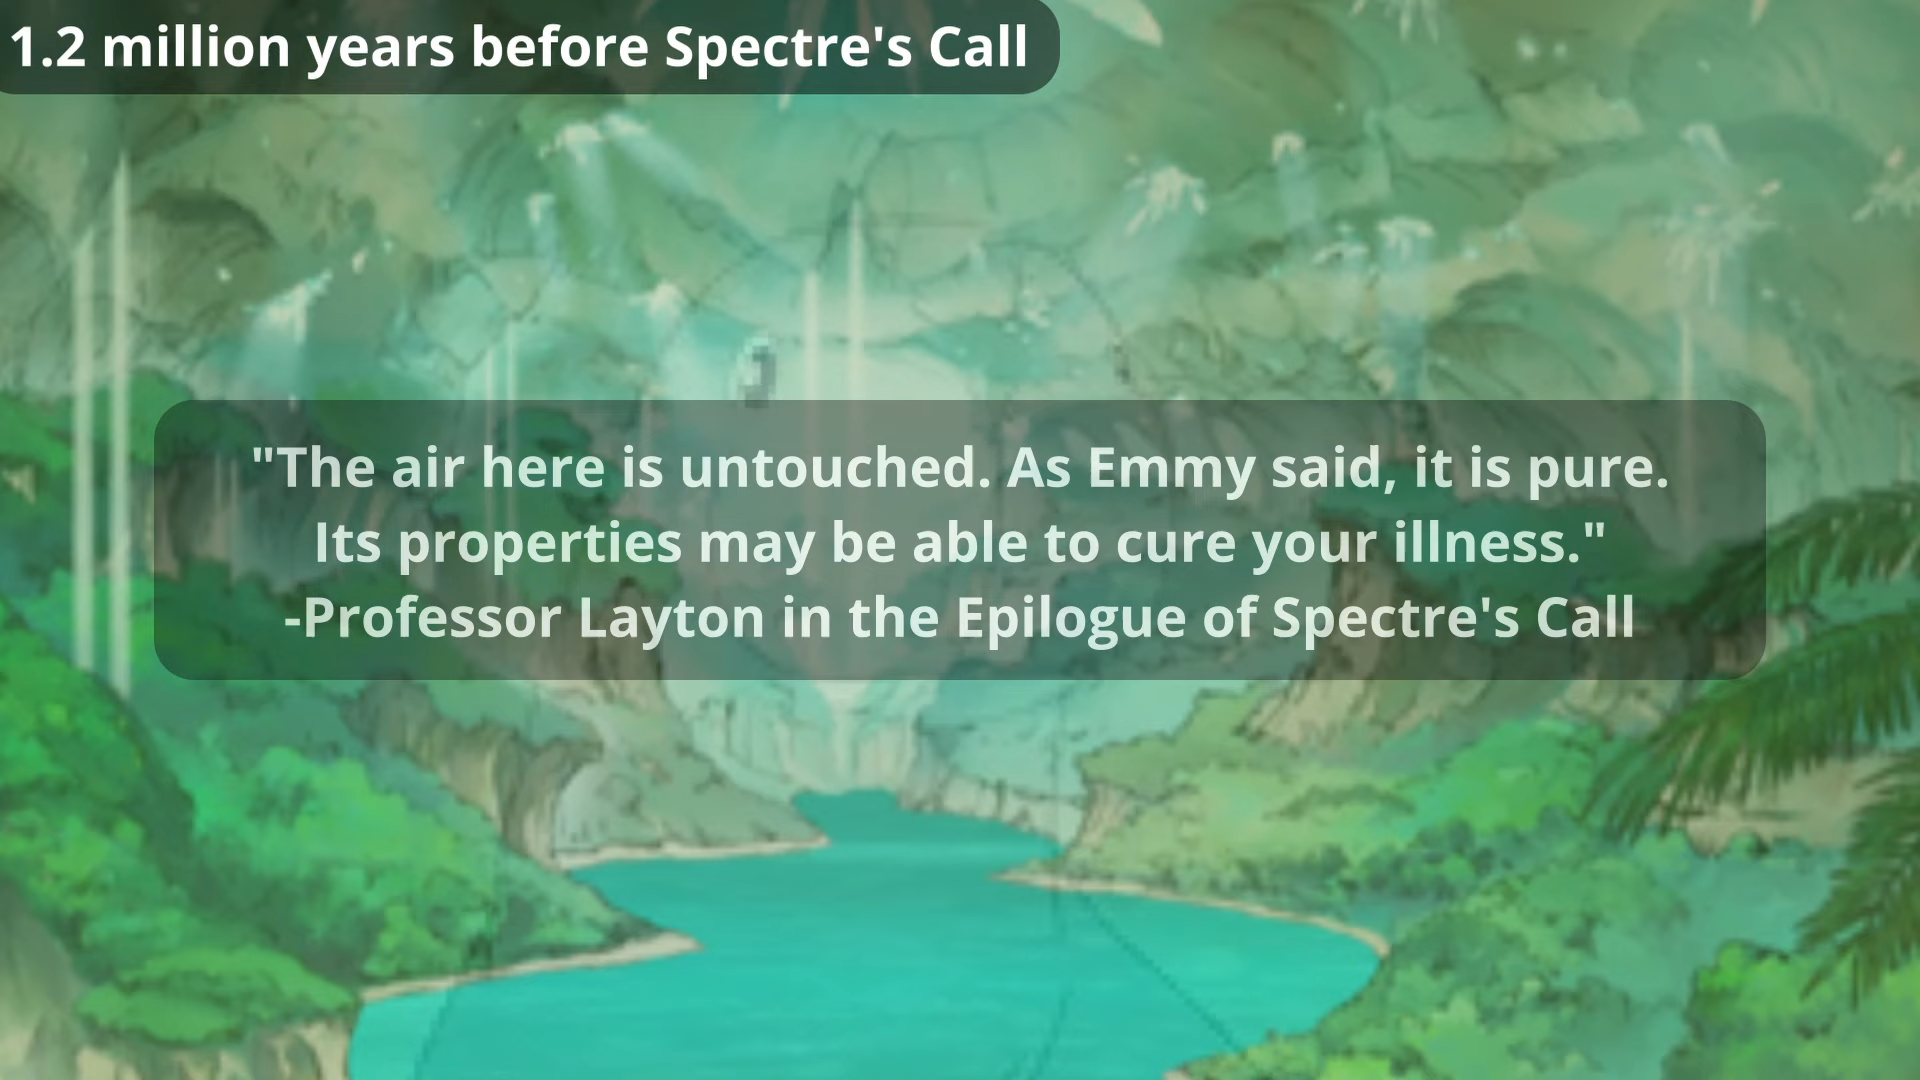 1.2 million years before Spectre's Call
"The air here is untouched. As Emmy said, it is pure.
Its properties may be able to cure your illness."
-Professor Layton in the Epilogue of Spectre's Call